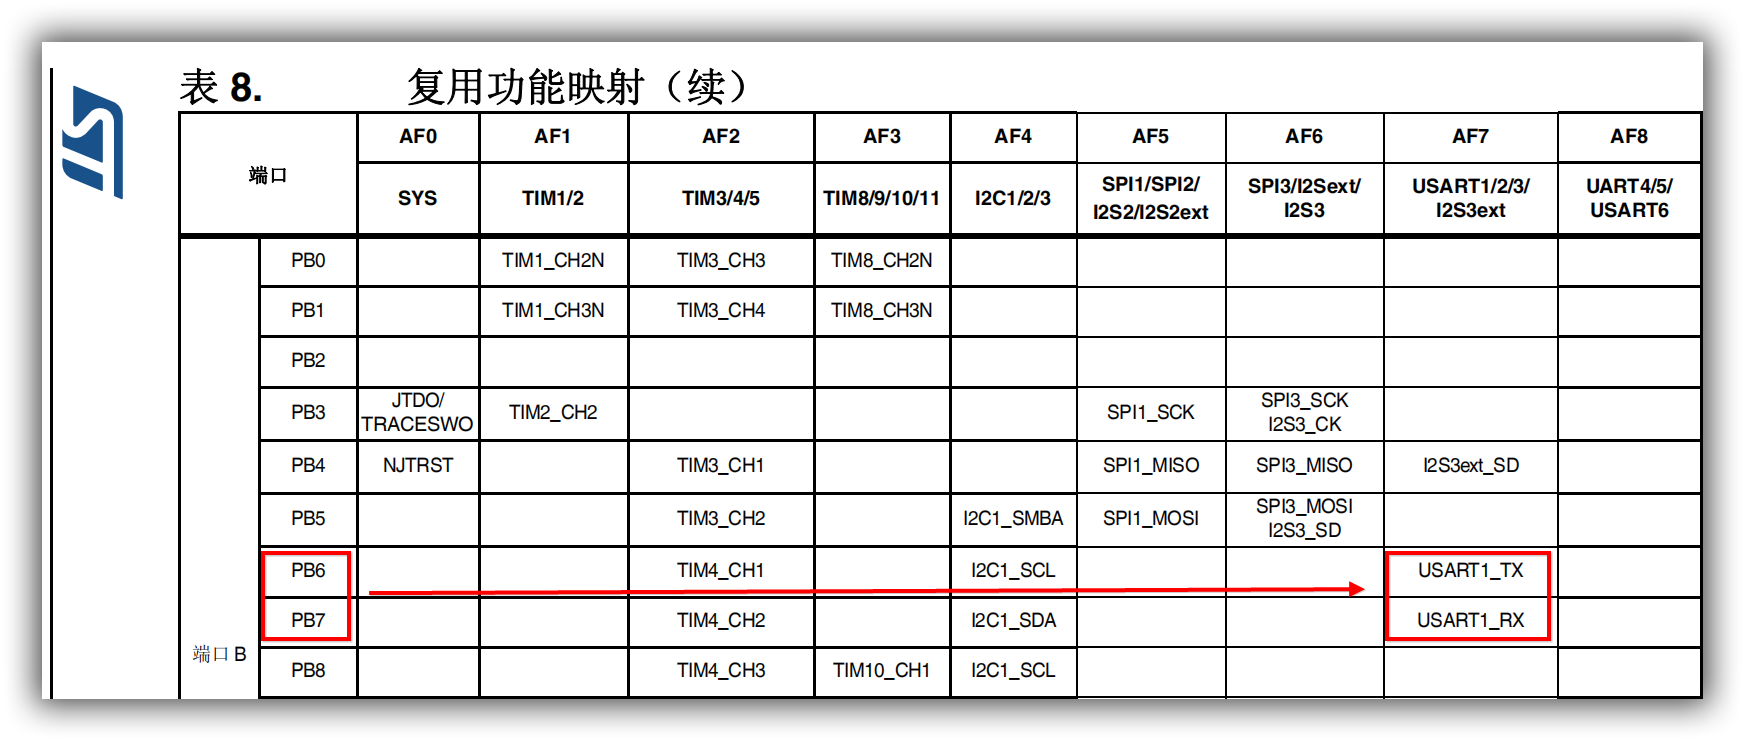 表 8. 复用功能映射（续）
端口 AF0 AF1 AF2 AF3 AF4 AF5 AF6 AF7 AF8
SYS TIM1/2 TIM3/4/5 TIM8/9/10/11 I2C1/2/3 SPI1/SPI2/ I2S2/I2S2ext SPI3/I2Sext/ I2S3 USART1/2/3/ I2S3ext UART4/5/ USART6
端口 B
PB0 TIM1_CH2N TIM3_CH3 TIM8_CH2N
PB1 TIM1_CH3N TIM3_CH4 TIM8_CH3N
PB2
PB3 JTDO/ TRACESWO TIM2_CH2 SPI1_SCK SPI3_SCK I2S3_CK
PB4 NJTRST TIM3_CH1 SPI1_MISO SPI3_MISO I2S3ext_SD
PB5 TIM3_CH2 I2C1_SMBA SPI1_MOSI SPI3_MOSI I2S3_SD
PB6 TIM4_CH1 I2C1_SCL USART1_TX
PB7 TIM4_CH2 I2C1_SDA USART1_RX
PB8 TIM4_CH3 TIM10_CH1 I2C1_SCL